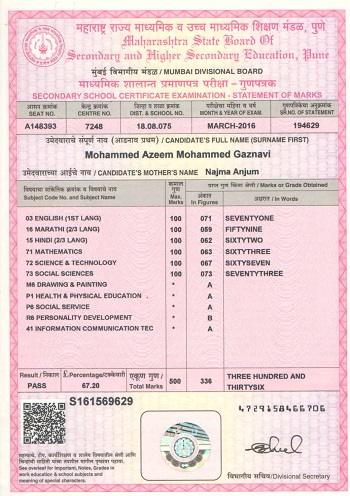 महाराष्ट्र राज्य माध्यमिक व उच्च माध्यमिक शिक्षण मंडळ, पुणे
Maharashtra State Board Of
Secondary and Higher Secondary Education, Pune
मुंबई विभागीय मंडळ / MUMBAI DIVISIONAL BOARD
माध्यमिक शालान्त प्रमाणपत्र परीक्षा - गुणपत्रक
SECONDARY SCHOOL CERTIFICATE EXAMINATION - STATEMENT OF MARKS
आसन क्रमांक केंद्र क्रमांक जिल्हा व शाळा क्रमांक परीक्षेचा महिना व वर्ष गुणपत्रिकेचा अनुक्रमांक
SEAT NO. CENTRE NO. DIST. & SCHOOL NO. MONTH & YEAR OF EXAM. SR.NO. OF STATEMENT
A148393 7248 18.08.075 MARCH-2016 194629
उमेदवाराचे संपूर्ण नाव (आडनाव प्रथम) / CANDIDATE'S FULL NAME (SURNAME FIRST)
Mohammed Azeem Mohammed Gaznavi
उमेदवाराच्या आईचे नाव / CANDIDATE'S MOTHER'S NAME Najma Anjum
विषयाचा सांकेतिक क्रमांक व विषयाचे नाव
Subject Code No. and Subject Name
कमाल गुण
Max. Marks
प्राप्त गुण किंवा श्रेणी / Marks or Grade Obtained
अंकात
In Figures
अक्षरात / In Words
03 ENGLISH (1ST LANG) 100 071 SEVENTYONE
16 MARATHI (2/3 LANG) 100 059 FIFTYNINE
15 HINDI (2/3 LANG) 100 062 SIXTYTWO
71 MATHEMATICS 100 063 SIXTYTHREE
72 SCIENCE & TECHNOLOGY 100 067 SIXTYSEVEN
73 SOCIAL SCIENCES 100 073 SEVENTYTHREE
M6 DRAWING & PAINTING * A
P1 HEALTH & PHYSICAL EDUCATION * A
P6 SOCIAL SERVICE * A
R6 PERSONALITY DEVELOPMENT * B
41 INFORMATION COMMUNICATION TEC * A
Result / निकाल £ Percentage/टक्केवारी एकूण गुण / Total Marks 500 336 THREE HUNDRED AND
PASS 67.20 THIRTYSIX
S161569629
4729158466706
See overleaf for Important, Notes, Grades in
work education & school subjects and
meaning of special characters.
विभागीय सचिव/Divisional Secretary